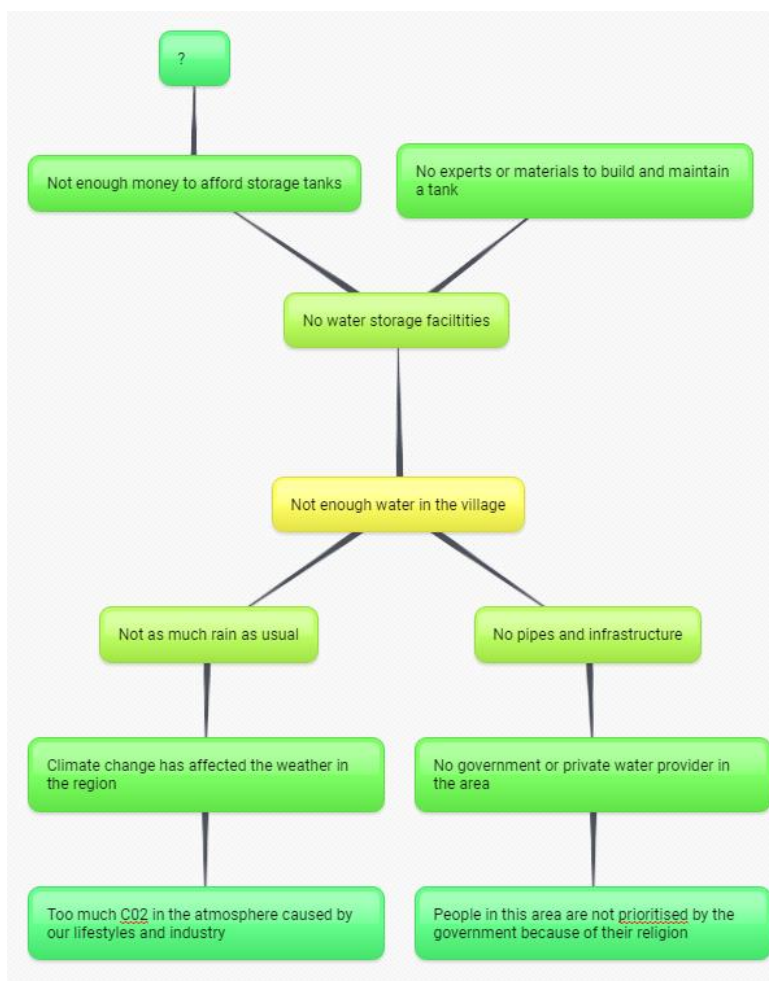 ?
Not enough money to afford storage tanks
No experts or materials to build and maintain
a tank
No water storage faciltities
Not enough water in the village
Not as much rain as usual
No pipes and infrastructure
Climate change has affected the weather in
the region
No government or private water provider in
the area
Too much C02 in the atmosphere caused by
our lifestyles and industry
People in this area are not prioritised by the
government because of their religion